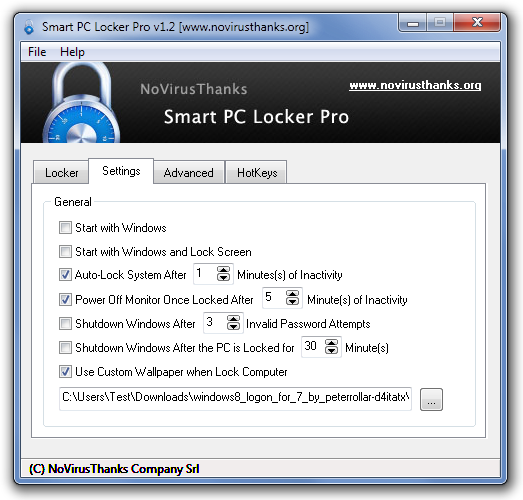 Smart PC Locker Pro v1.2 [www.novirusthanks.org]
File Help
NoVirusThanks
www.novirusthanks.org
Smart PC Locker Pro
Locker Settings Advanced HotKeys
General
Start with Windows
Start with Windows and Lock Screen
Auto-Lock System After 1 Minutes(s) of Inactivity
Power Off Monitor Once Locked After 5 Minute(s) of Inactivity
Shutdown Windows After 3 Invalid Password Attempts
Shutdown Windows After the PC is Locked for 30 Minute(s)
Use Custom Wallpaper when Lock Computer
C:\Users\Test\Downloads\windows8_logon_for_7_by_peterrollar-d4itatx\ ...
(C) NoVirusThanks Company Srl